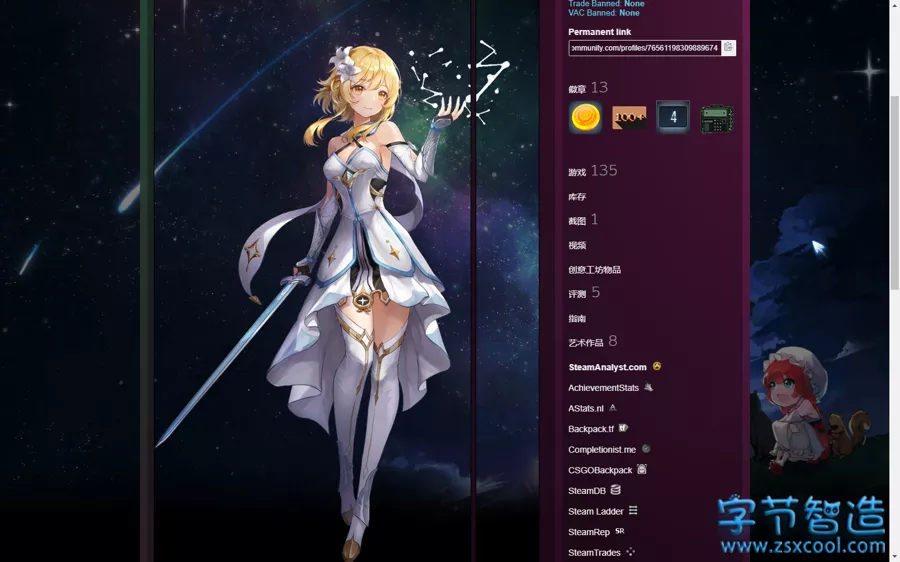 Trade Banned: None
VAC Banned: None
Permanent link
ommunity.com/profiles/76561198309889674
徽章 13
100+
4
游戏 135
库存
截图 1
视频
创意工坊物品
评测 5
指南
艺术作品 8
SteamAnalyst.com
AchievementStats
AStats.nl
Backpack.tf
Completionist.me
CSGOBackpack
SteamDB
Steam Ladder
SteamRep SR
SteamTrades
字节智造
www.zsxcool.com